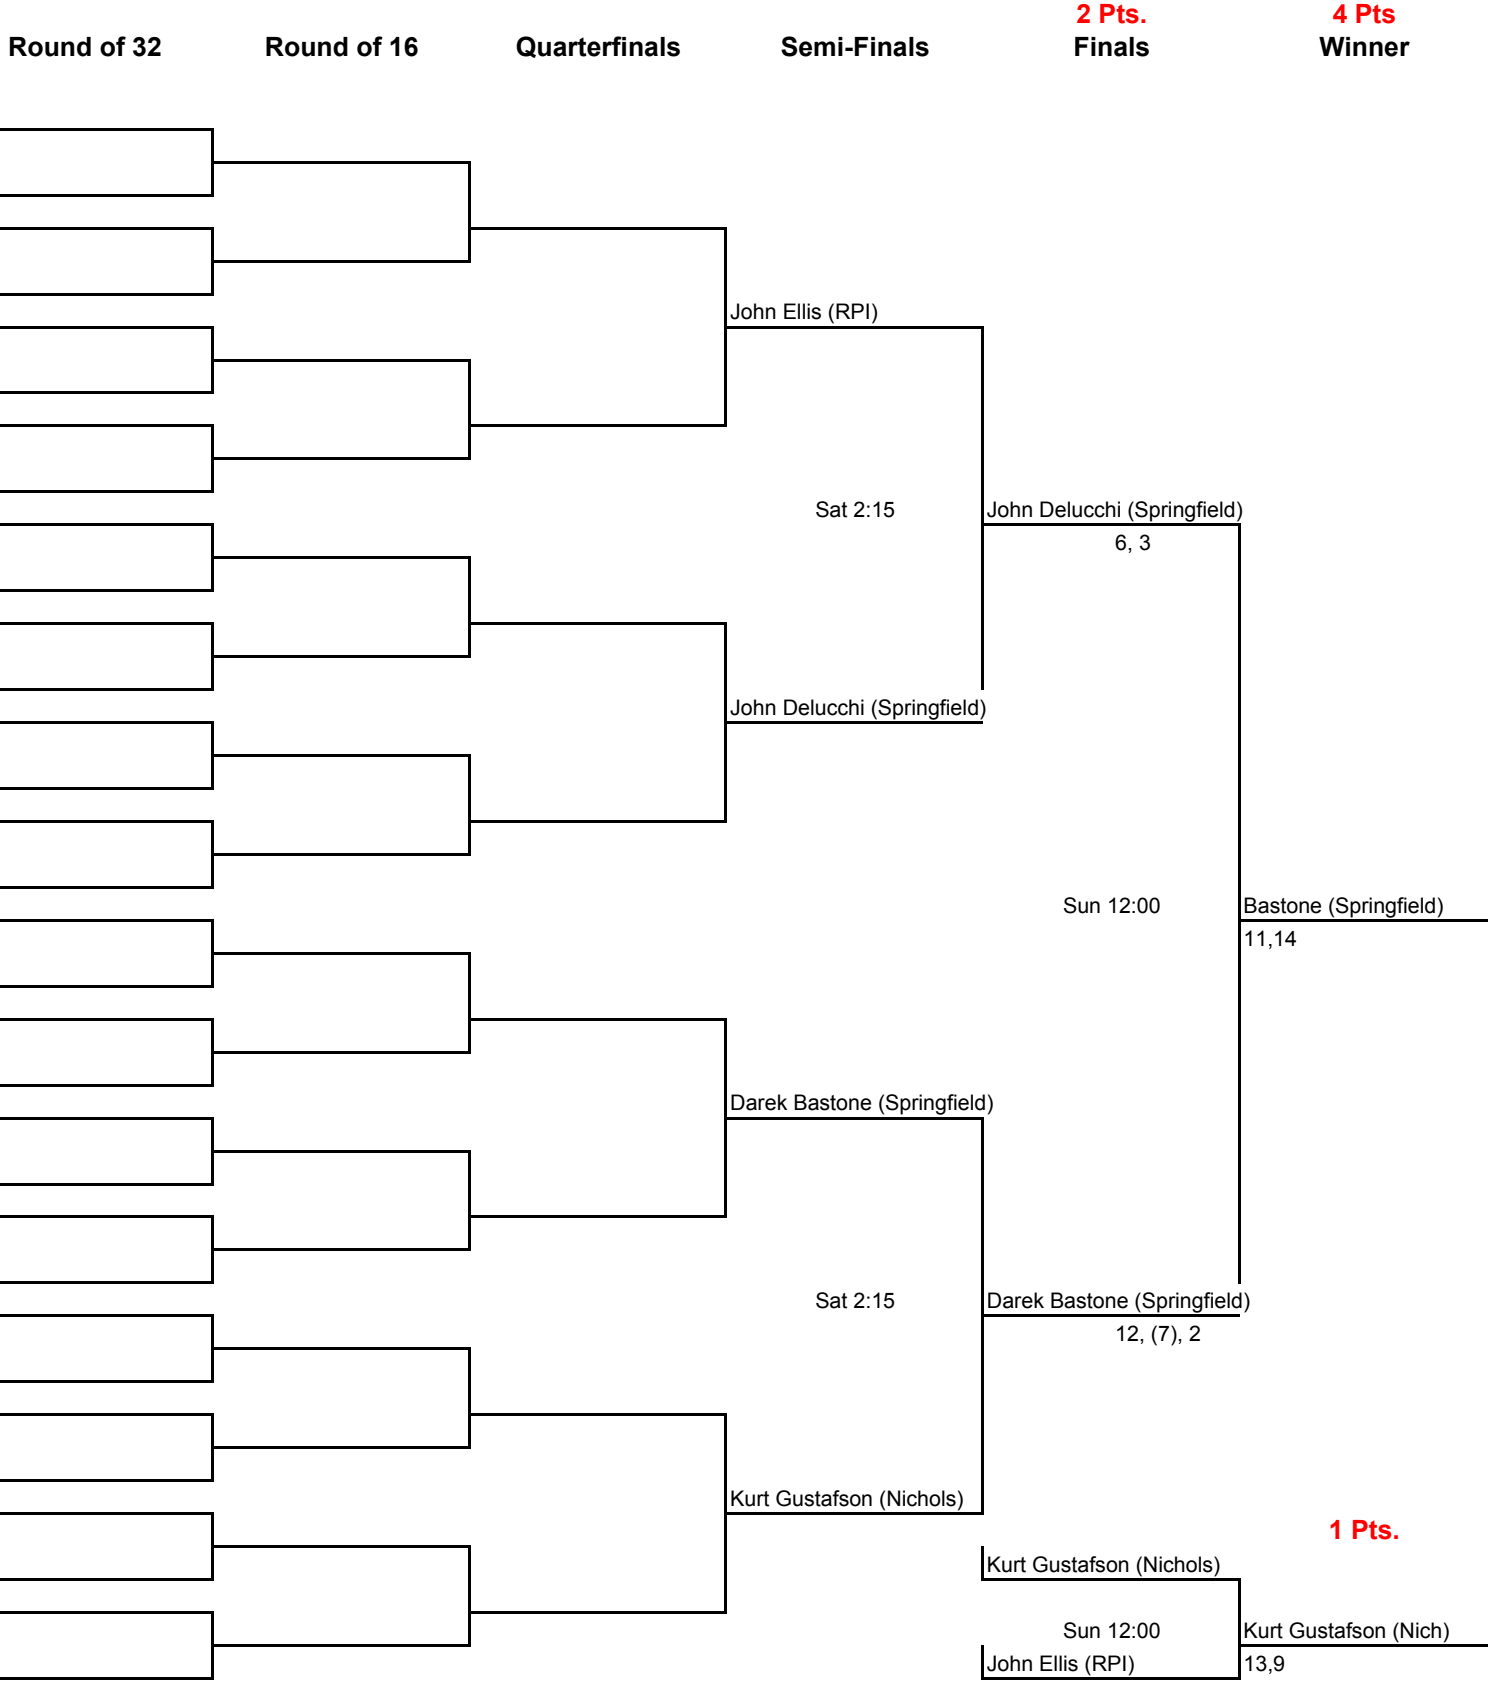 2 Pts. 4 Pts
Round of 32 Round of 16 Quarterfinals Semi-Finals Finals Winner
John Ellis (RPI)
Sat 2:15 John Delucchi (Springfield)
6, 3
John Delucchi (Springfield)
Sun 12:00 Bastone (Springfield)
11,14
Darek Bastone (Springfield)
Sat 2:15 Darek Bastone (Springfield)
12, (7), 2
Kurt Gustafson (Nichols)
1 Pts.
Kurt Gustafson (Nichols)
Sun 12:00 Kurt Gustafson (Nich)
John Ellis (RPI) 13,9